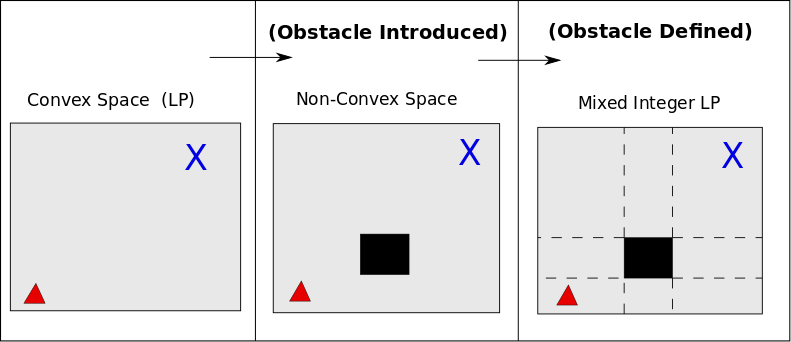 Convex Space (LP)
X
(Obstacle Introduced)
Non-Convex Space
X
(Obstacle Defined)
Mixed Integer LP
X